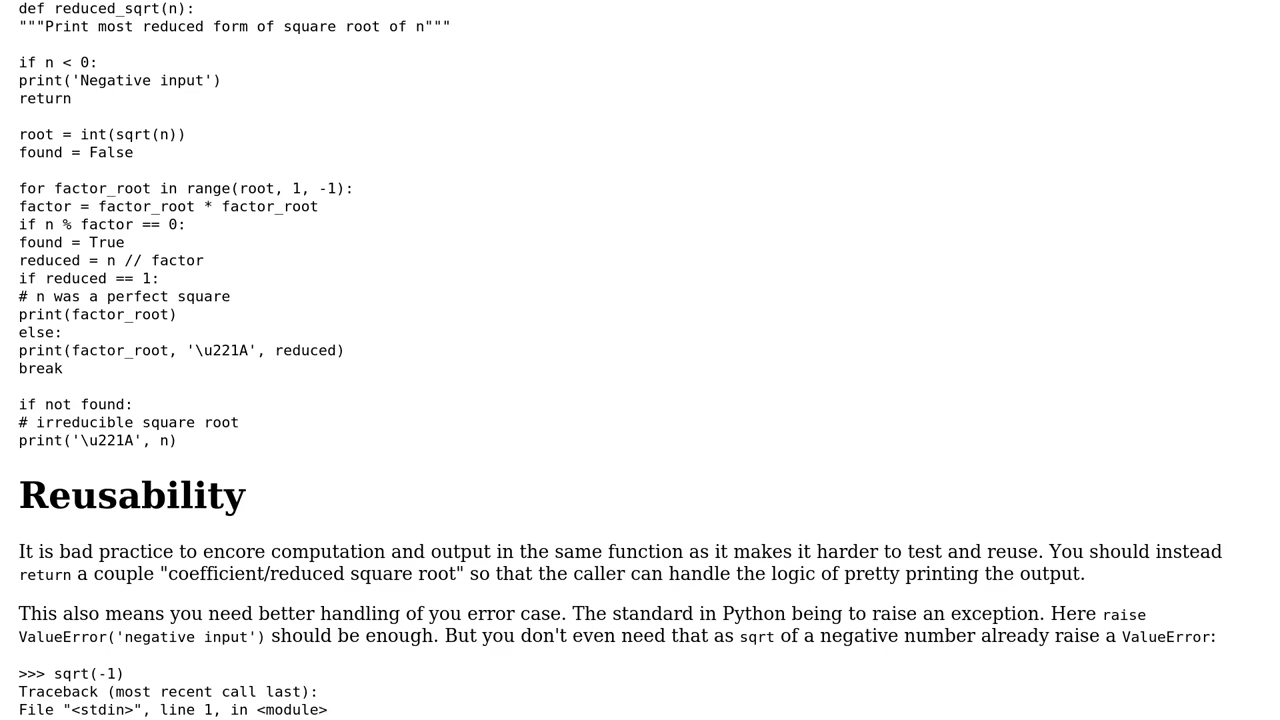 def reduced_sqrt(n):
"""Print most reduced form of square root of n"""
if n < 0:
print('Negative input')
return
root = int(sqrt(n))
found = False
for factor_root in range(root, 1, -1):
factor = factor_root * factor_root
if n % factor == 0:
found = True
reduced = n // factor
if reduced == 1:
# n was a perfect square
print(factor_root)
else:
print(factor_root, '\u221A', reduced)
break
if not found:
# irreducible square root
print('\u221A', n)
Reusability
It is bad practice to encore computation and output in the same function as it makes it harder to test and reuse. You should instead
return a couple "coefficient/reduced square root" so that the caller can handle the logic of pretty printing the output.
This also means you need better handling of you error case. The standard in Python being to raise an exception. Here raise
ValueError('negative input') should be enough. But you don't even need that as sqrt of a negative number already raise a ValueError:
>>> sqrt(-1)
Traceback (most recent call last):
File "<stdin>", line 1, in <module>